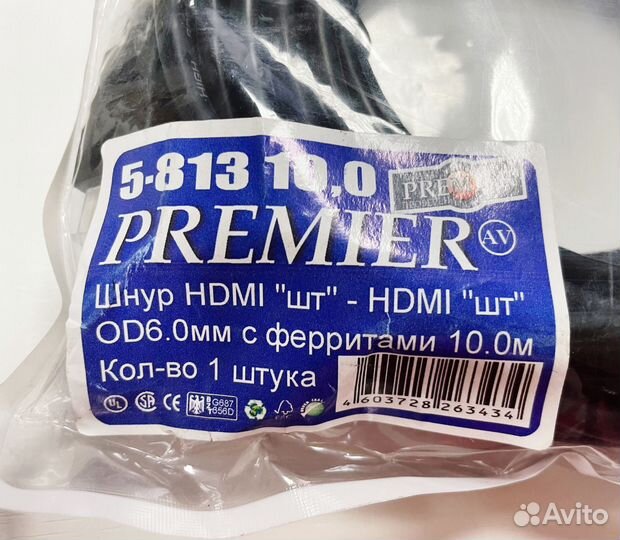 5-813 10.0
PREMIER AV
Шнур HDMI "шт" - HDMI "шт"
OD6.0мм с ферритами 10.0м
Кол-во 1 штука
4 603728 263434
Avito